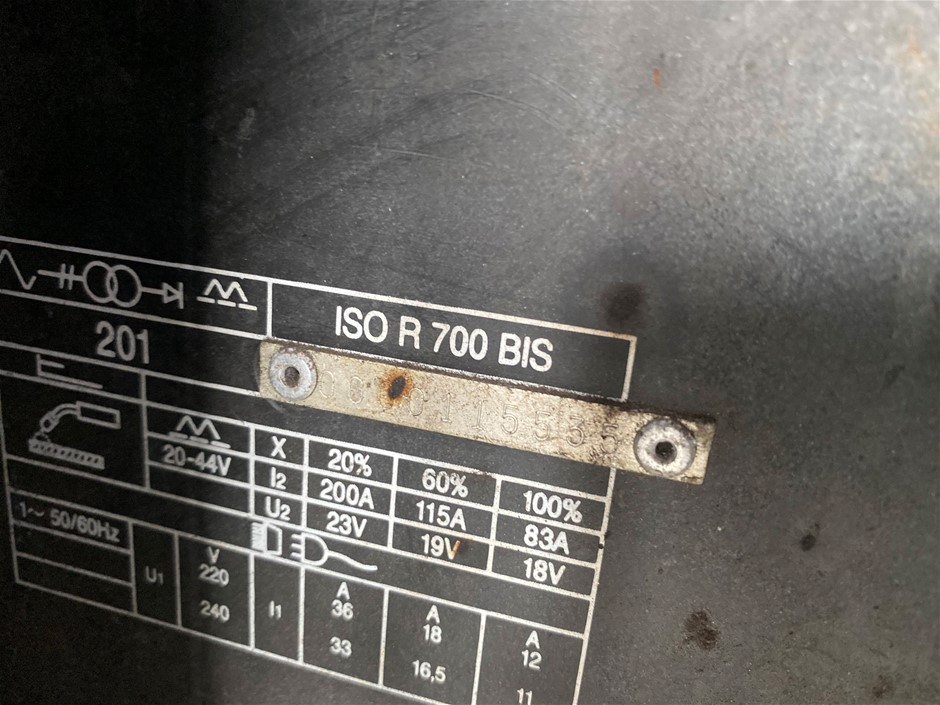 ISO R 700 BIS
201
X 20% 60% 100%
20-44V I2 200A 115A 83A
U2 23V 19V 18V
1~ 50/60Hz
U1 V 220 240
I1 A 36 33
A 18 16,5
A 12 11